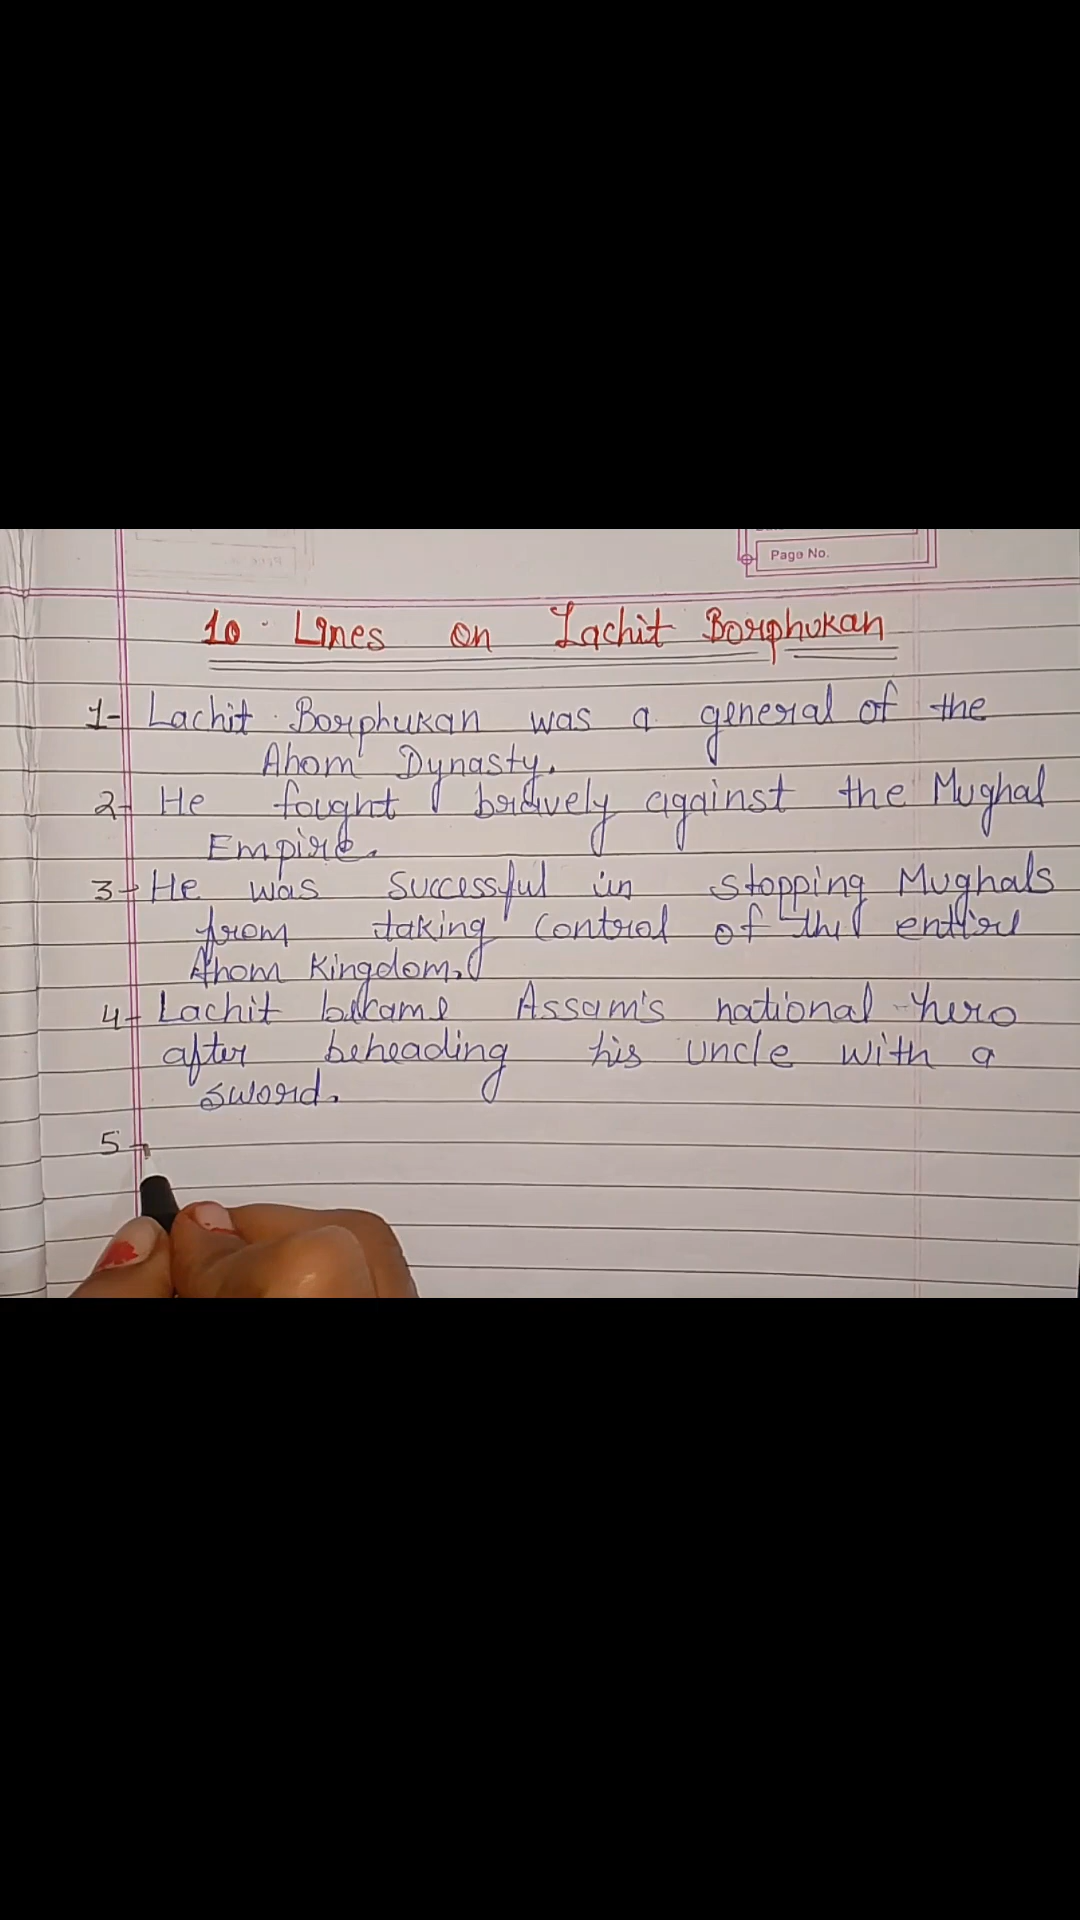 Page No.
10 Lines on Lachit Borphukan
1- Lachit Borphukan was a general of the
Ahom Dynasty.
2- He fought bravely against the Mughal
Empire.
3- He was successful in stopping Mughals
from taking control of the entire
Ahom Kingdom.
4- Lachit became Assam's national hero
after beheading his uncle with a
sword.
5-